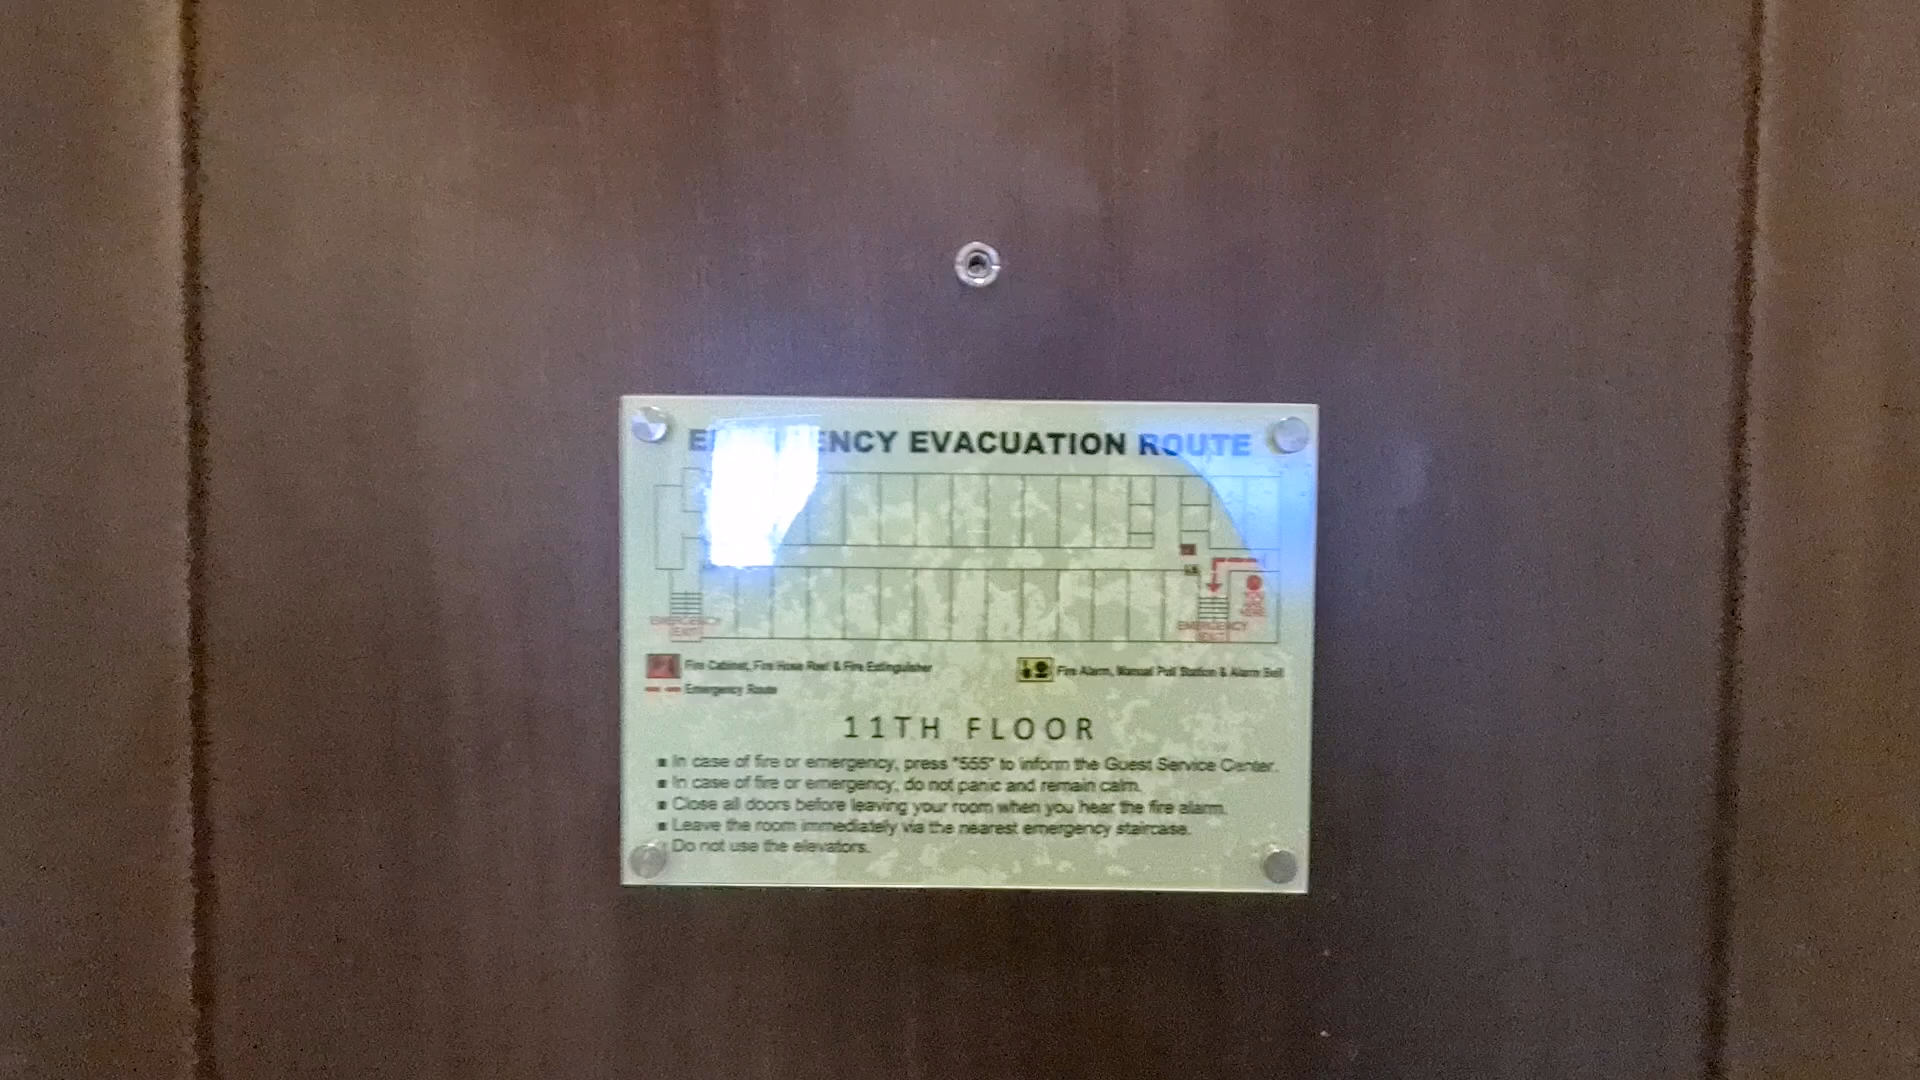 EMERGENCY EVACUATION ROUTE
EMERGENCY
EXIT
EMERGENCY
EXIT
Fire Cabinet, Fire Hose Reel & Fire Extinguisher
Fire Alarm, Manual Pull Station & Alarm Bell
Emergency Route
11TH FLOOR
▪ In case of fire or emergency, press "555" to inform the Guest Service Center.
▪ In case of fire or emergency, do not panic and remain calm.
▪ Close all doors before leaving your room when you hear the fire alarm.
▪ Leave the room immediately via the nearest emergency staircase.
Do not use the elevators.